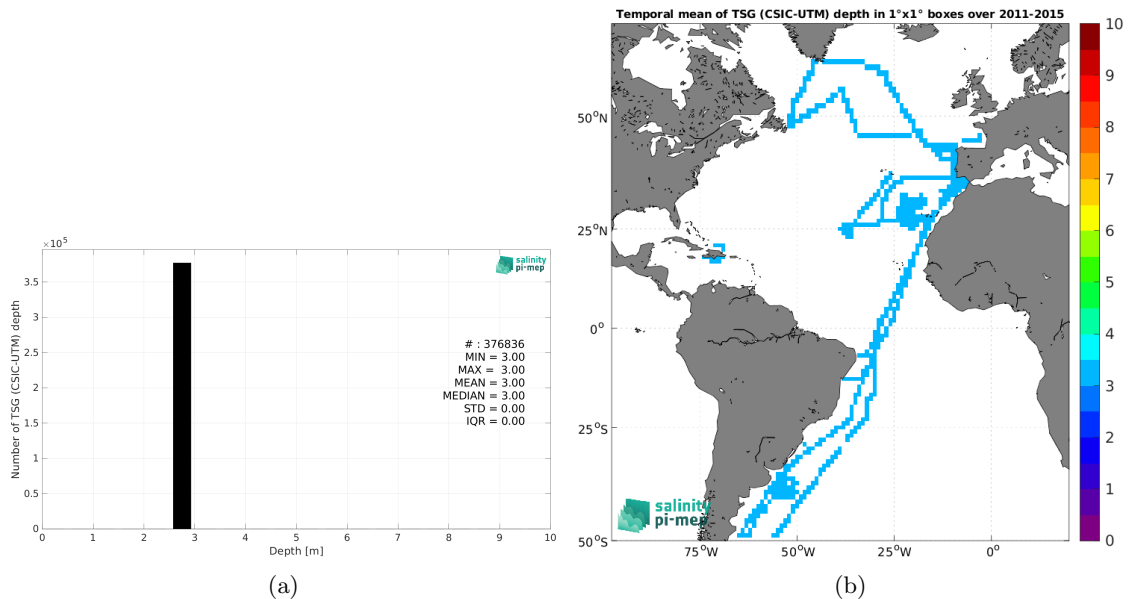 Temporal mean of TSG (CSIC-UTM) depth in 1°x1° boxes over 2011-2015
×10⁵
3.5
3
2.5
2
1.5
1
0.5
0
Number of TSG (CSIC-UTM) depth
salinity
pi-mep
# : 376836
MIN = 3.00
MAX = 3.00
MEAN = 3.00
MEDIAN = 3.00
STD = 0.00
IQR = 0.00
0 1 2 3 4 5 6 7 8 9 10
Depth [m]
(a)
50°N
25°N
0°
25°S
50°S
75°W 50°W 25°W 0°
salinity
pi-mep
10
9
8
7
6
5
4
3
2
1
0
(b)